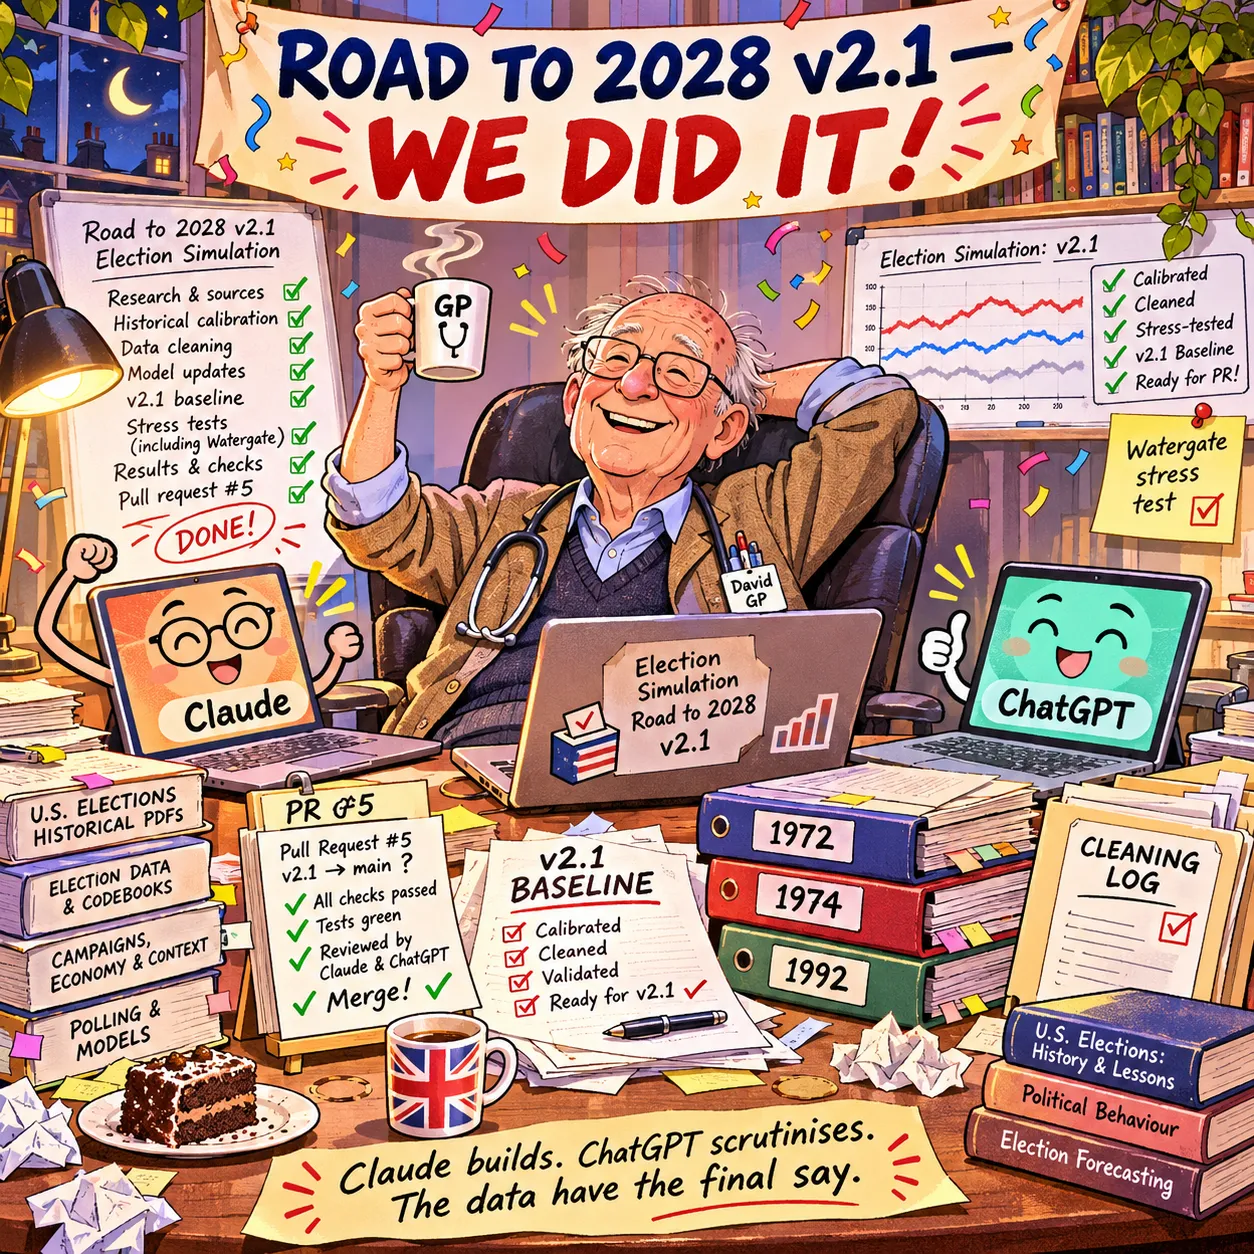 ROAD TO 2028 v2.1—
WE DID IT!
Road to 2028 v2.1
Election Simulation
Research & sources
Historical calibration
Data cleaning
Model updates
v2.1 baseline
Stress tests
(including Watergate)
Results & checks
Pull request #5
DONE!
GP
Election Simulation: v2.1
Calibrated
Cleaned
Stress-tested
v2.1 Baseline
Ready for PR!
Watergate
stress
test
David
GP
Claude
Election
Simulation
Road to 2028
v2.1
ChatGPT
U.S. ELECTIONS
HISTORICAL PDFS
ELECTION DATA
& CODEBOOKS
CAMPAIGNS,
ECONOMY & CONTEXT
POLLING &
MODELS
Pull Request #5
v2.1 → main ?
All checks passed
Tests green
Reviewed by
Claude & ChatGPT
Merge!
v2.1
BASELINE
Calibrated
Cleaned
Validated
Ready for v2.1
1972
1974
1992
CLEANING
LOG
U.S. Elections:
History & Lessons
Political Behaviour
Election Forecasting
Claude builds. ChatGPT scrutinises.
The data have the final say.